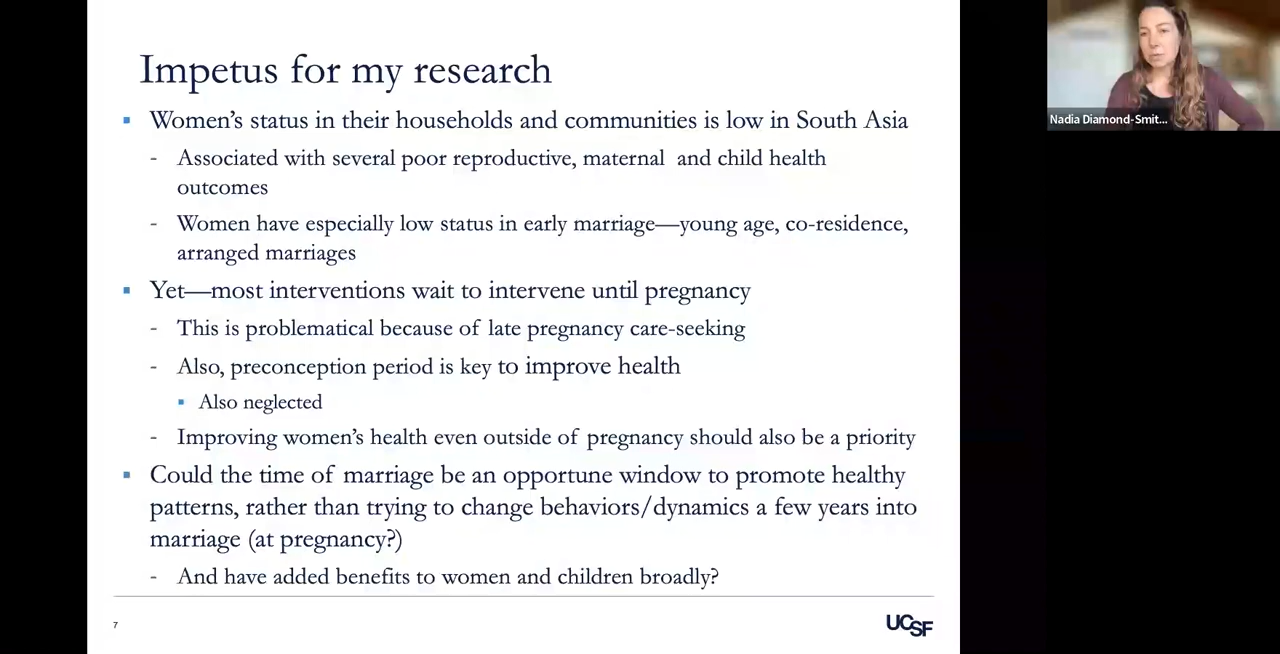 Impetus for my research
▪ Women's status in their households and communities is low in South Asia
- Associated with several poor reproductive, maternal and child health
outcomes
- Women have especially low status in early marriage—young age, co-residence,
arranged marriages
▪ Yet—most interventions wait to intervene until pregnancy
- This is problematical because of late pregnancy care-seeking
- Also, preconception period is key to improve health
▪ Also neglected
- Improving women's health even outside of pregnancy should also be a priority
▪ Could the time of marriage be an opportune window to promote healthy
patterns, rather than trying to change behaviors/dynamics a few years into
marriage (at pregnancy?)
- And have added benefits to women and children broadly?
7
UCSF
Nadia Diamond-Smit...